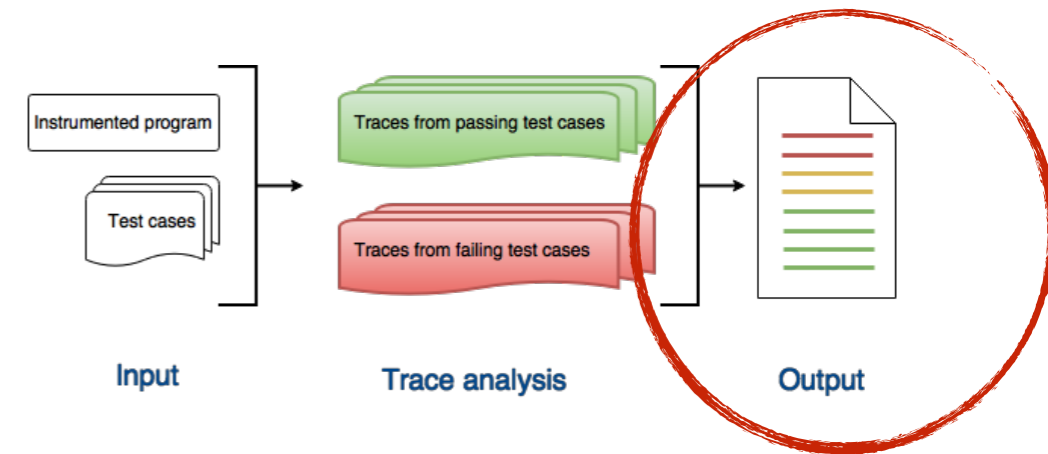 Instrumented program
Test cases
Traces from passing test cases
Traces from failing test cases
Input
Trace analysis
Output